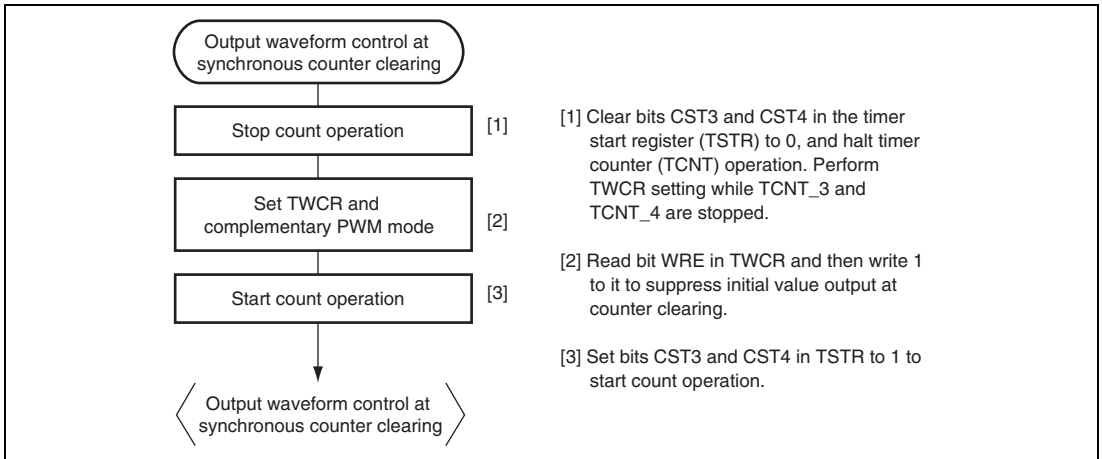 Output waveform control at
synchronous counter clearing
Stop count operation
[1]
Set TWCR and
complementary PWM mode
[2]
Start count operation
[3]
Output waveform control at
synchronous counter clearing
[1] Clear bits CST3 and CST4 in the timer
start register (TSTR) to 0, and halt timer
counter (TCNT) operation. Perform
TWCR setting while TCNT_3 and
TCNT_4 are stopped.
[2] Read bit WRE in TWCR and then write 1
to it to suppress initial value output at
counter clearing.
[3] Set bits CST3 and CST4 in TSTR to 1 to
start count operation.